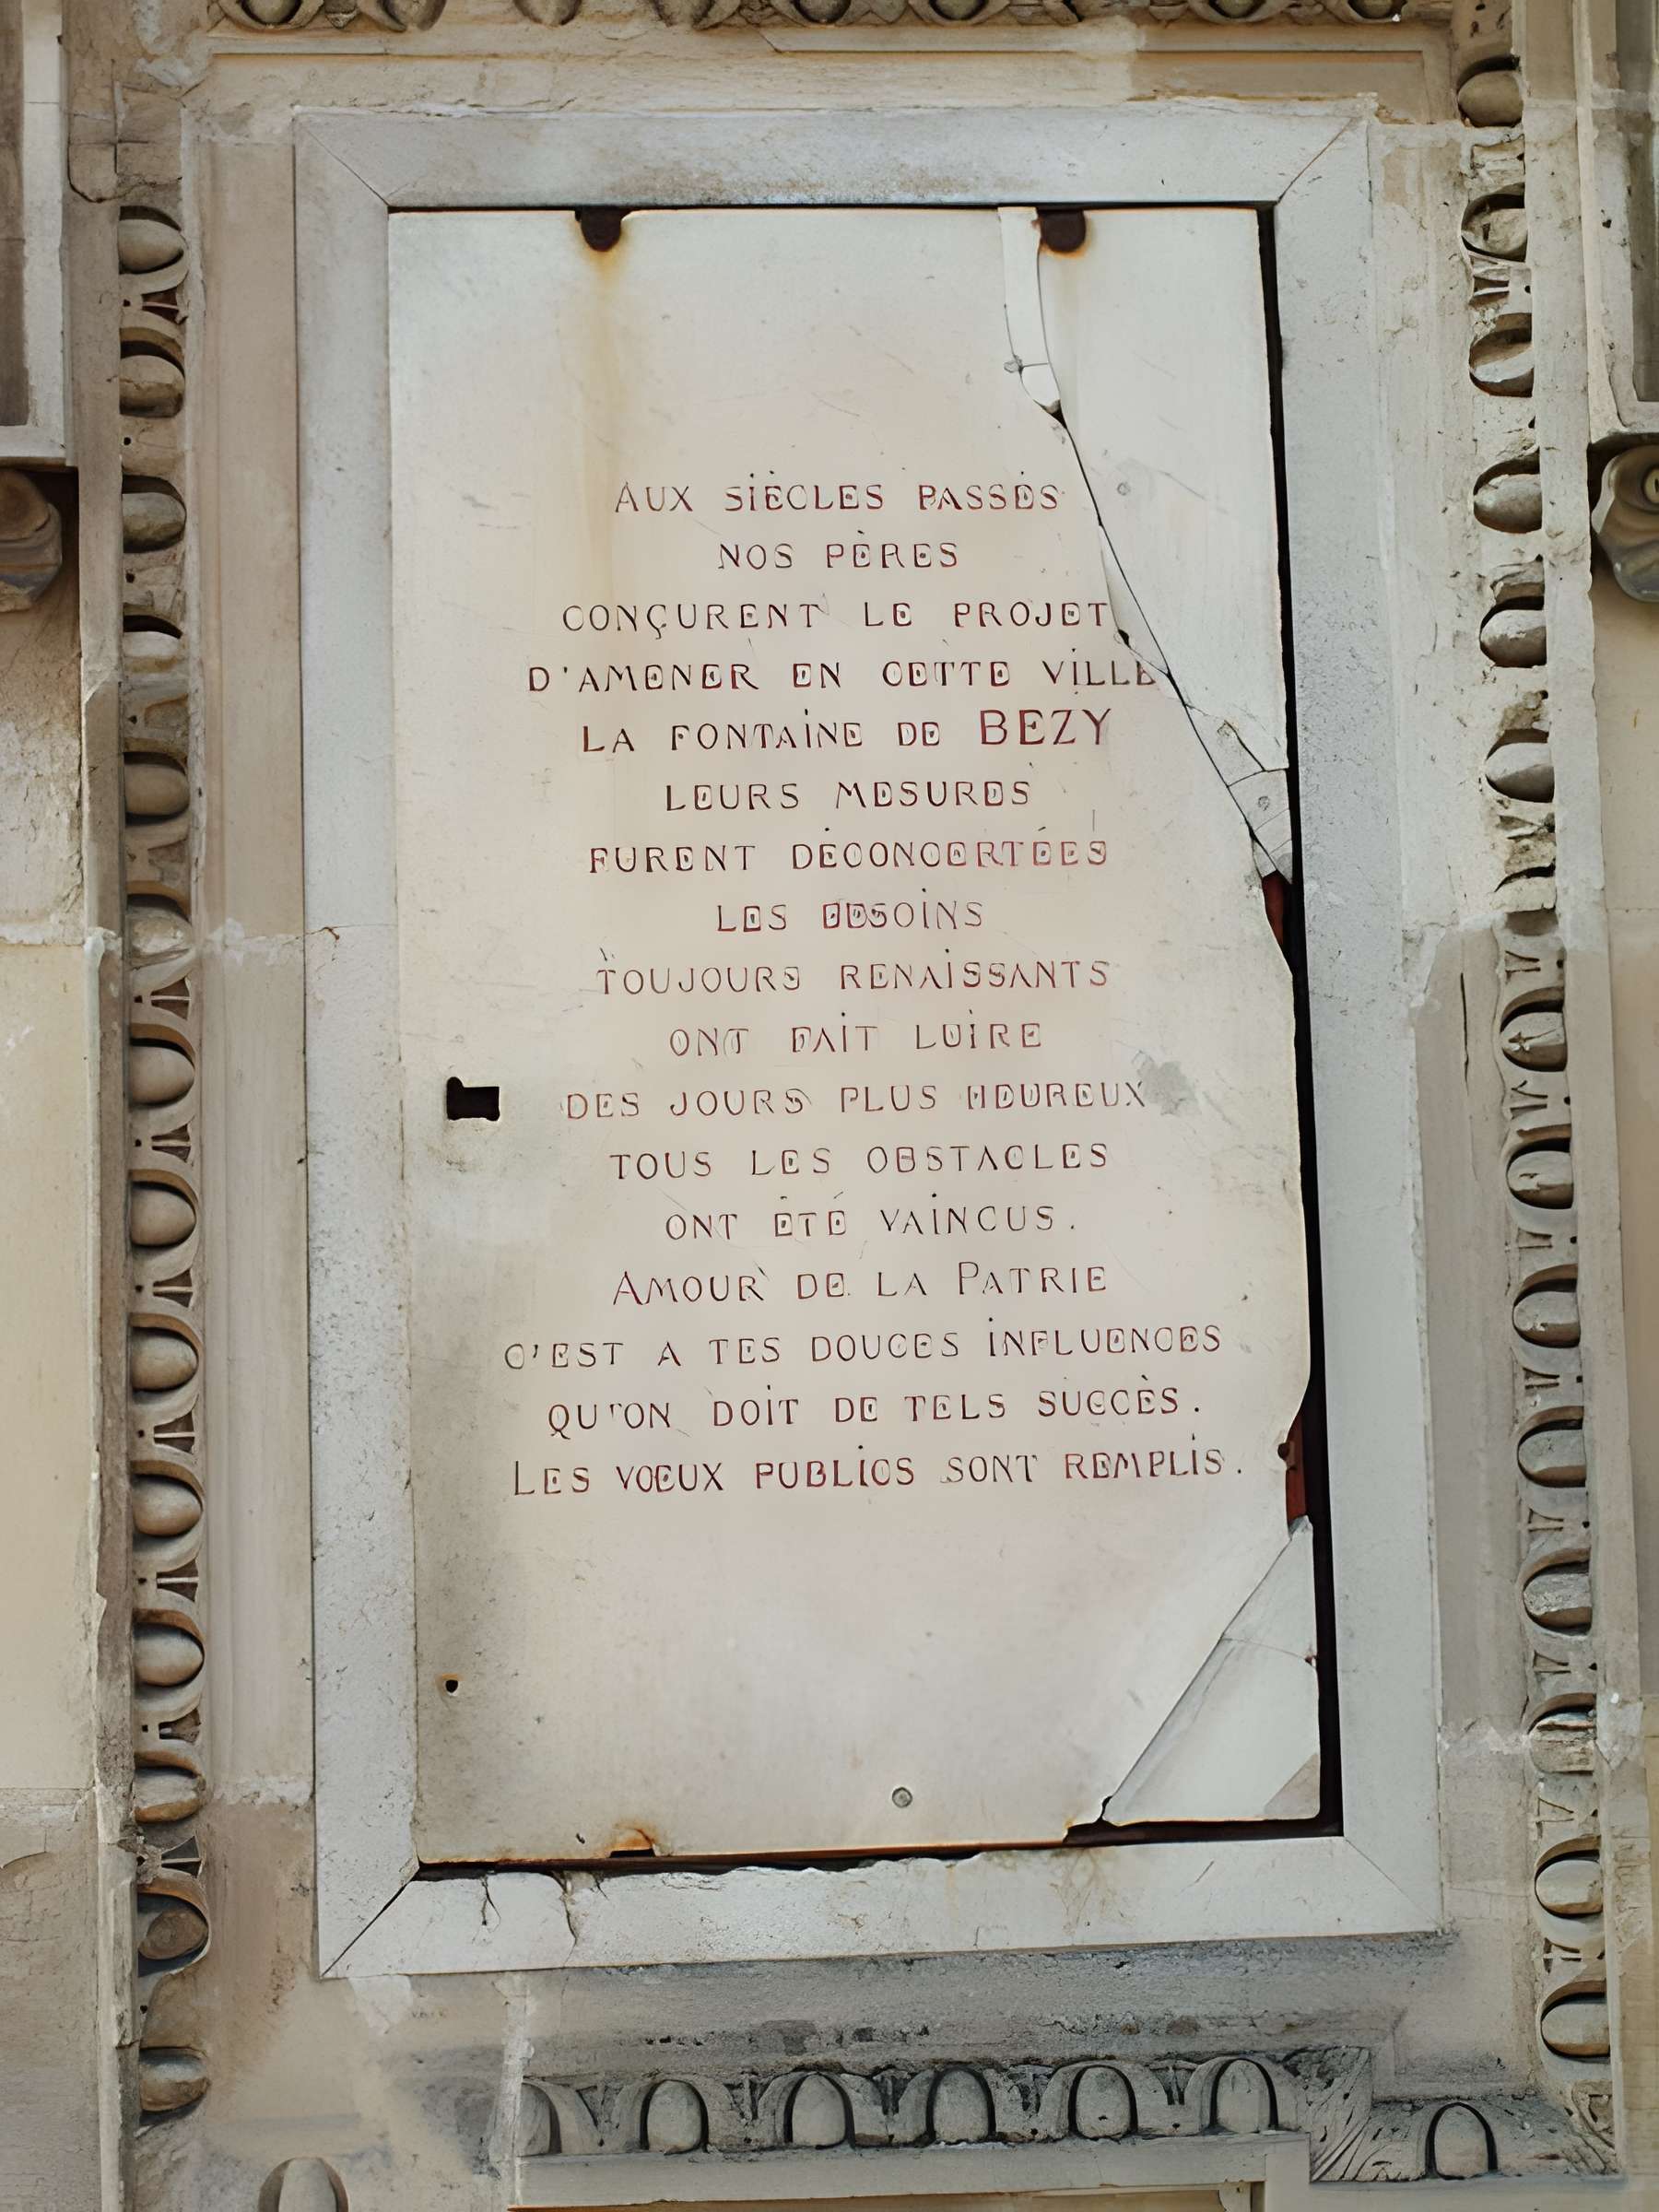 AUX SIÈCLES PASSÉS
NOS PÈRES
CONÇURENT LE PROJET
D'AMENER EN CETTE VILLE
LA FONTAINE DE BEZY
LEURS MESURES
FURENT DÉCONCERTÉES
LES BESOINS
TOUJOURS RENAISSANTS
ONT FAIT LUIRE
DES JOURS PLUS HEUREUX
TOUS LES OBSTACLES
ONT ÉTÉ VAINCUS.
AMOUR DE LA PATRIE
C'EST A TES DOUCES INFLUENCES
QU'ON DOIT DE TELS SUCCÈS.
LES VOEUX PUBLICS SONT REMPLIS.